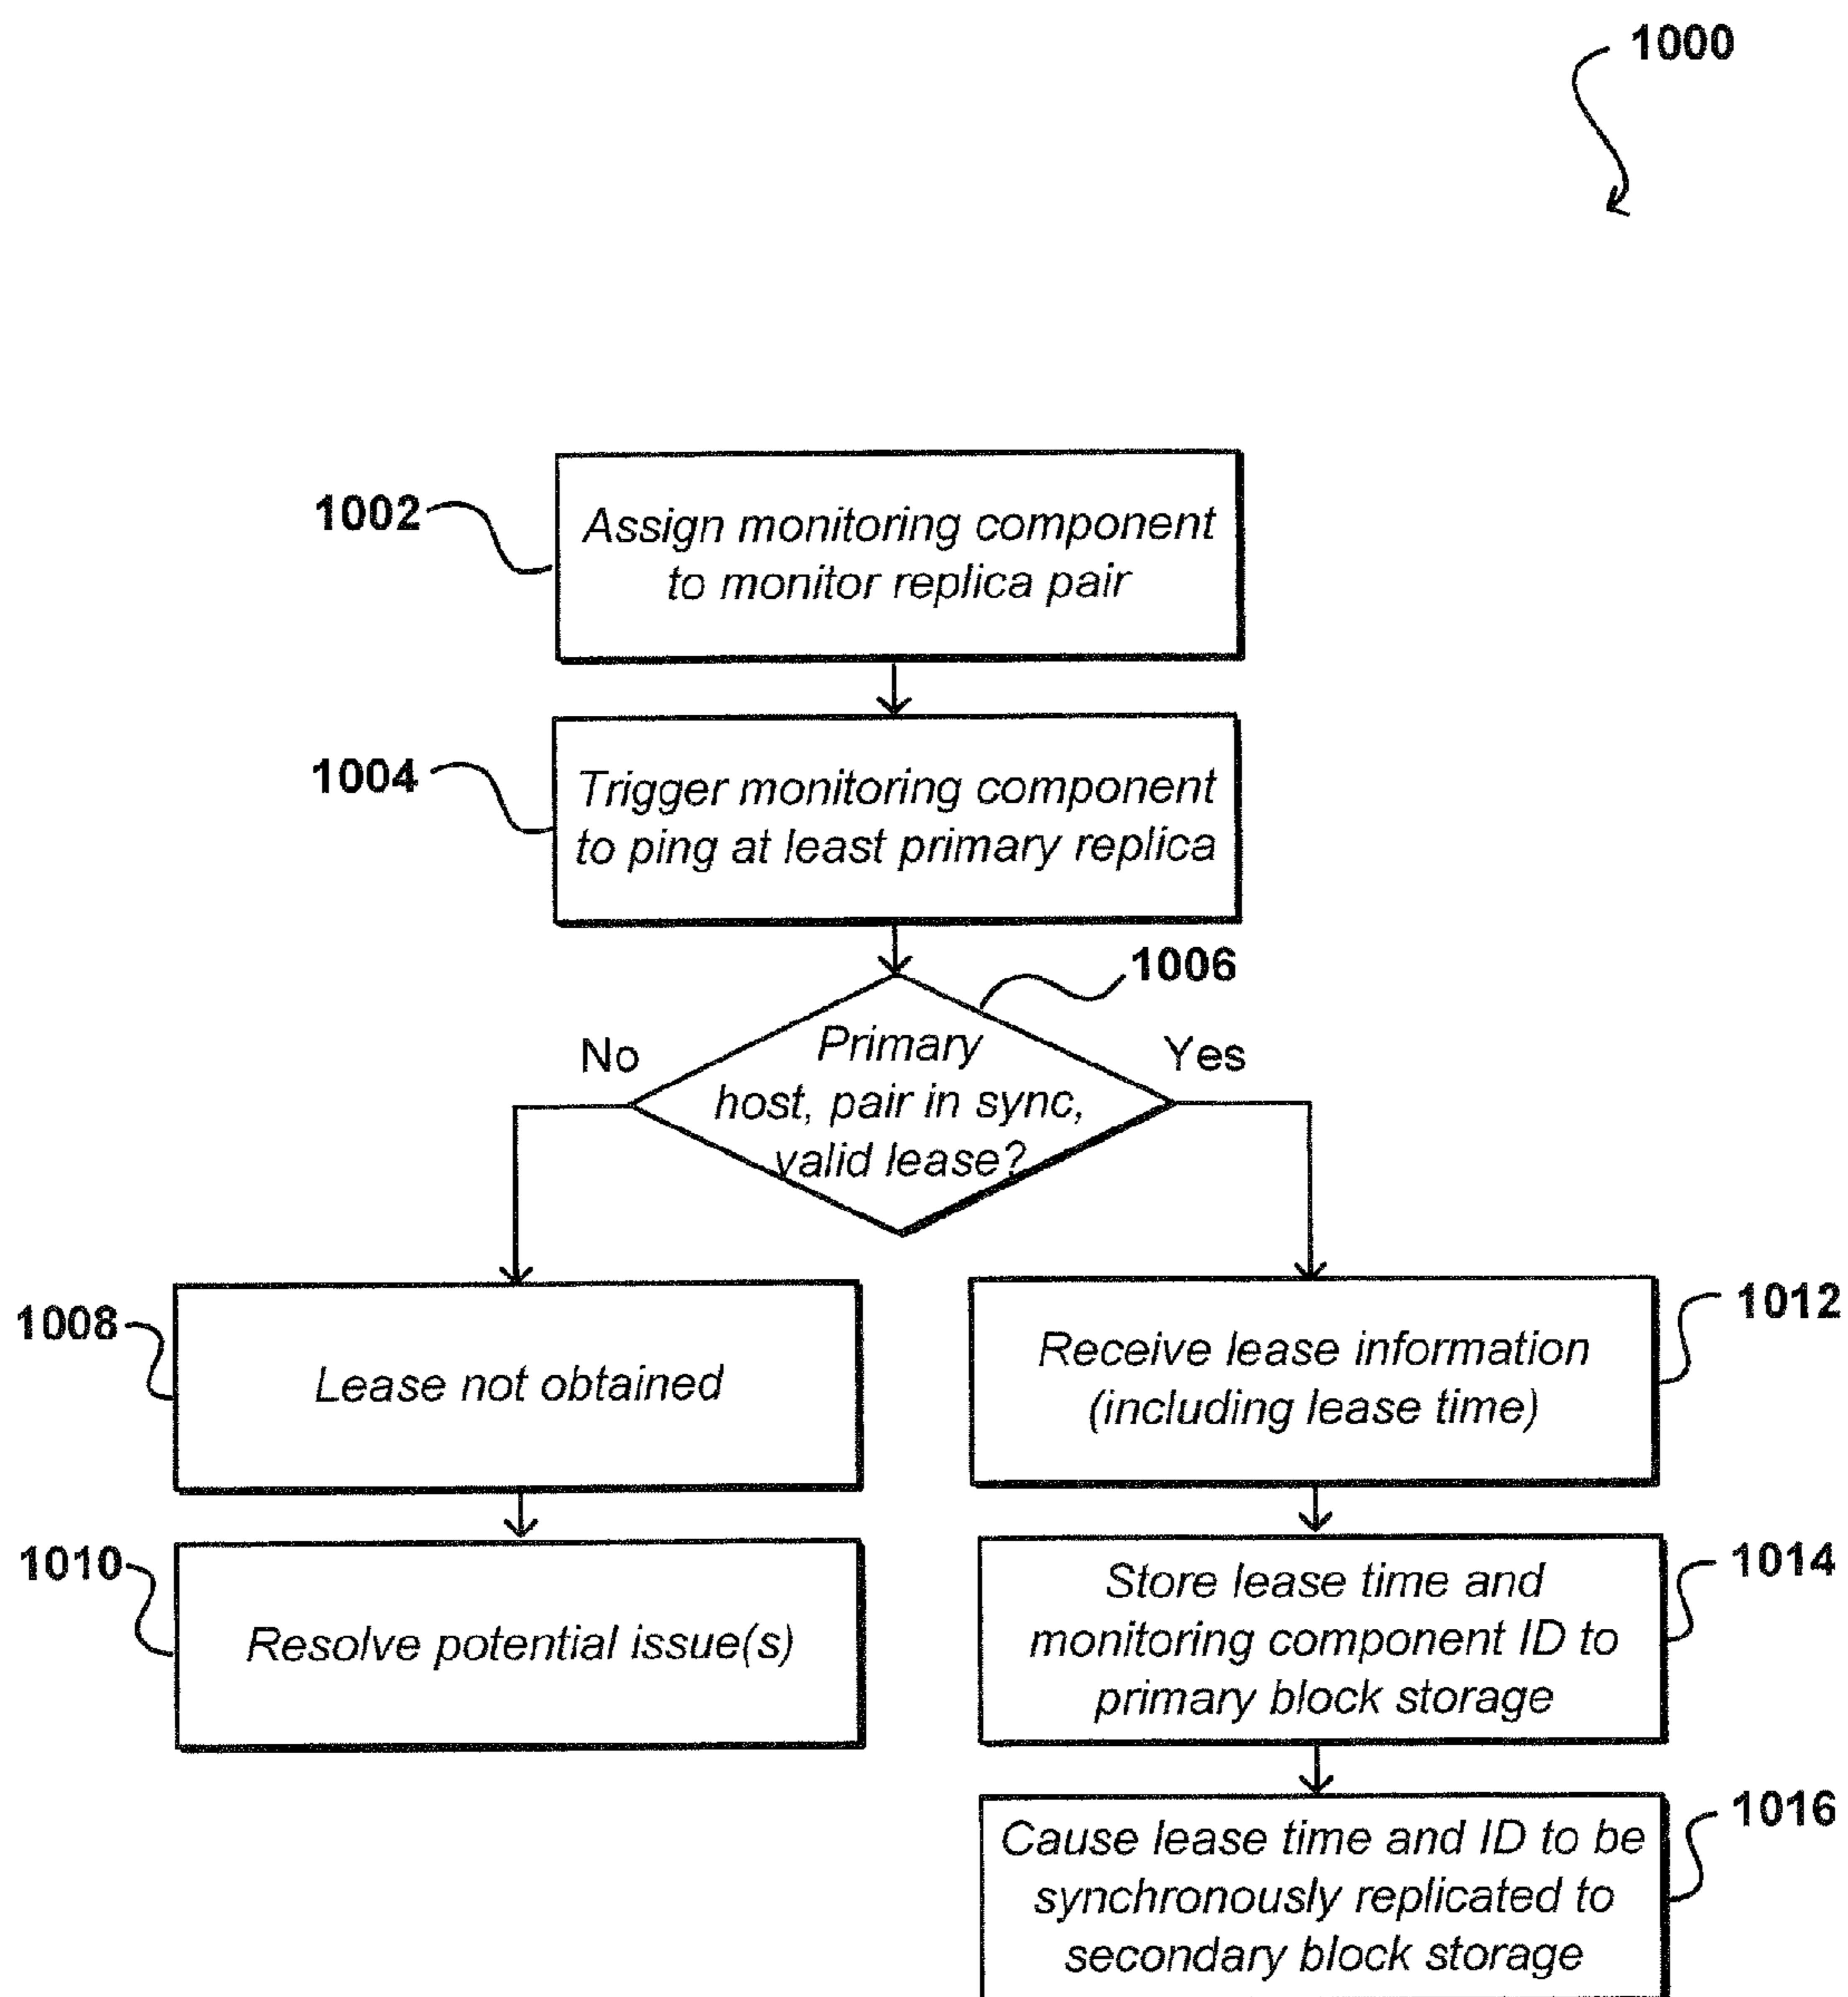 1000
1002
Assign monitoring component
to monitor replica pair
1004
Trigger monitoring component
to ping at least primary replica
1006
No
Primary
host, pair in sync,
valid lease?
Yes
1008
Lease not obtained
1012
Receive lease information
(including lease time)
1010
Resolve potential issue(s)
1014
Store lease time and
monitoring component ID to
primary block storage
1016
Cause lease time and ID to be
synchronously replicated to
secondary block storage